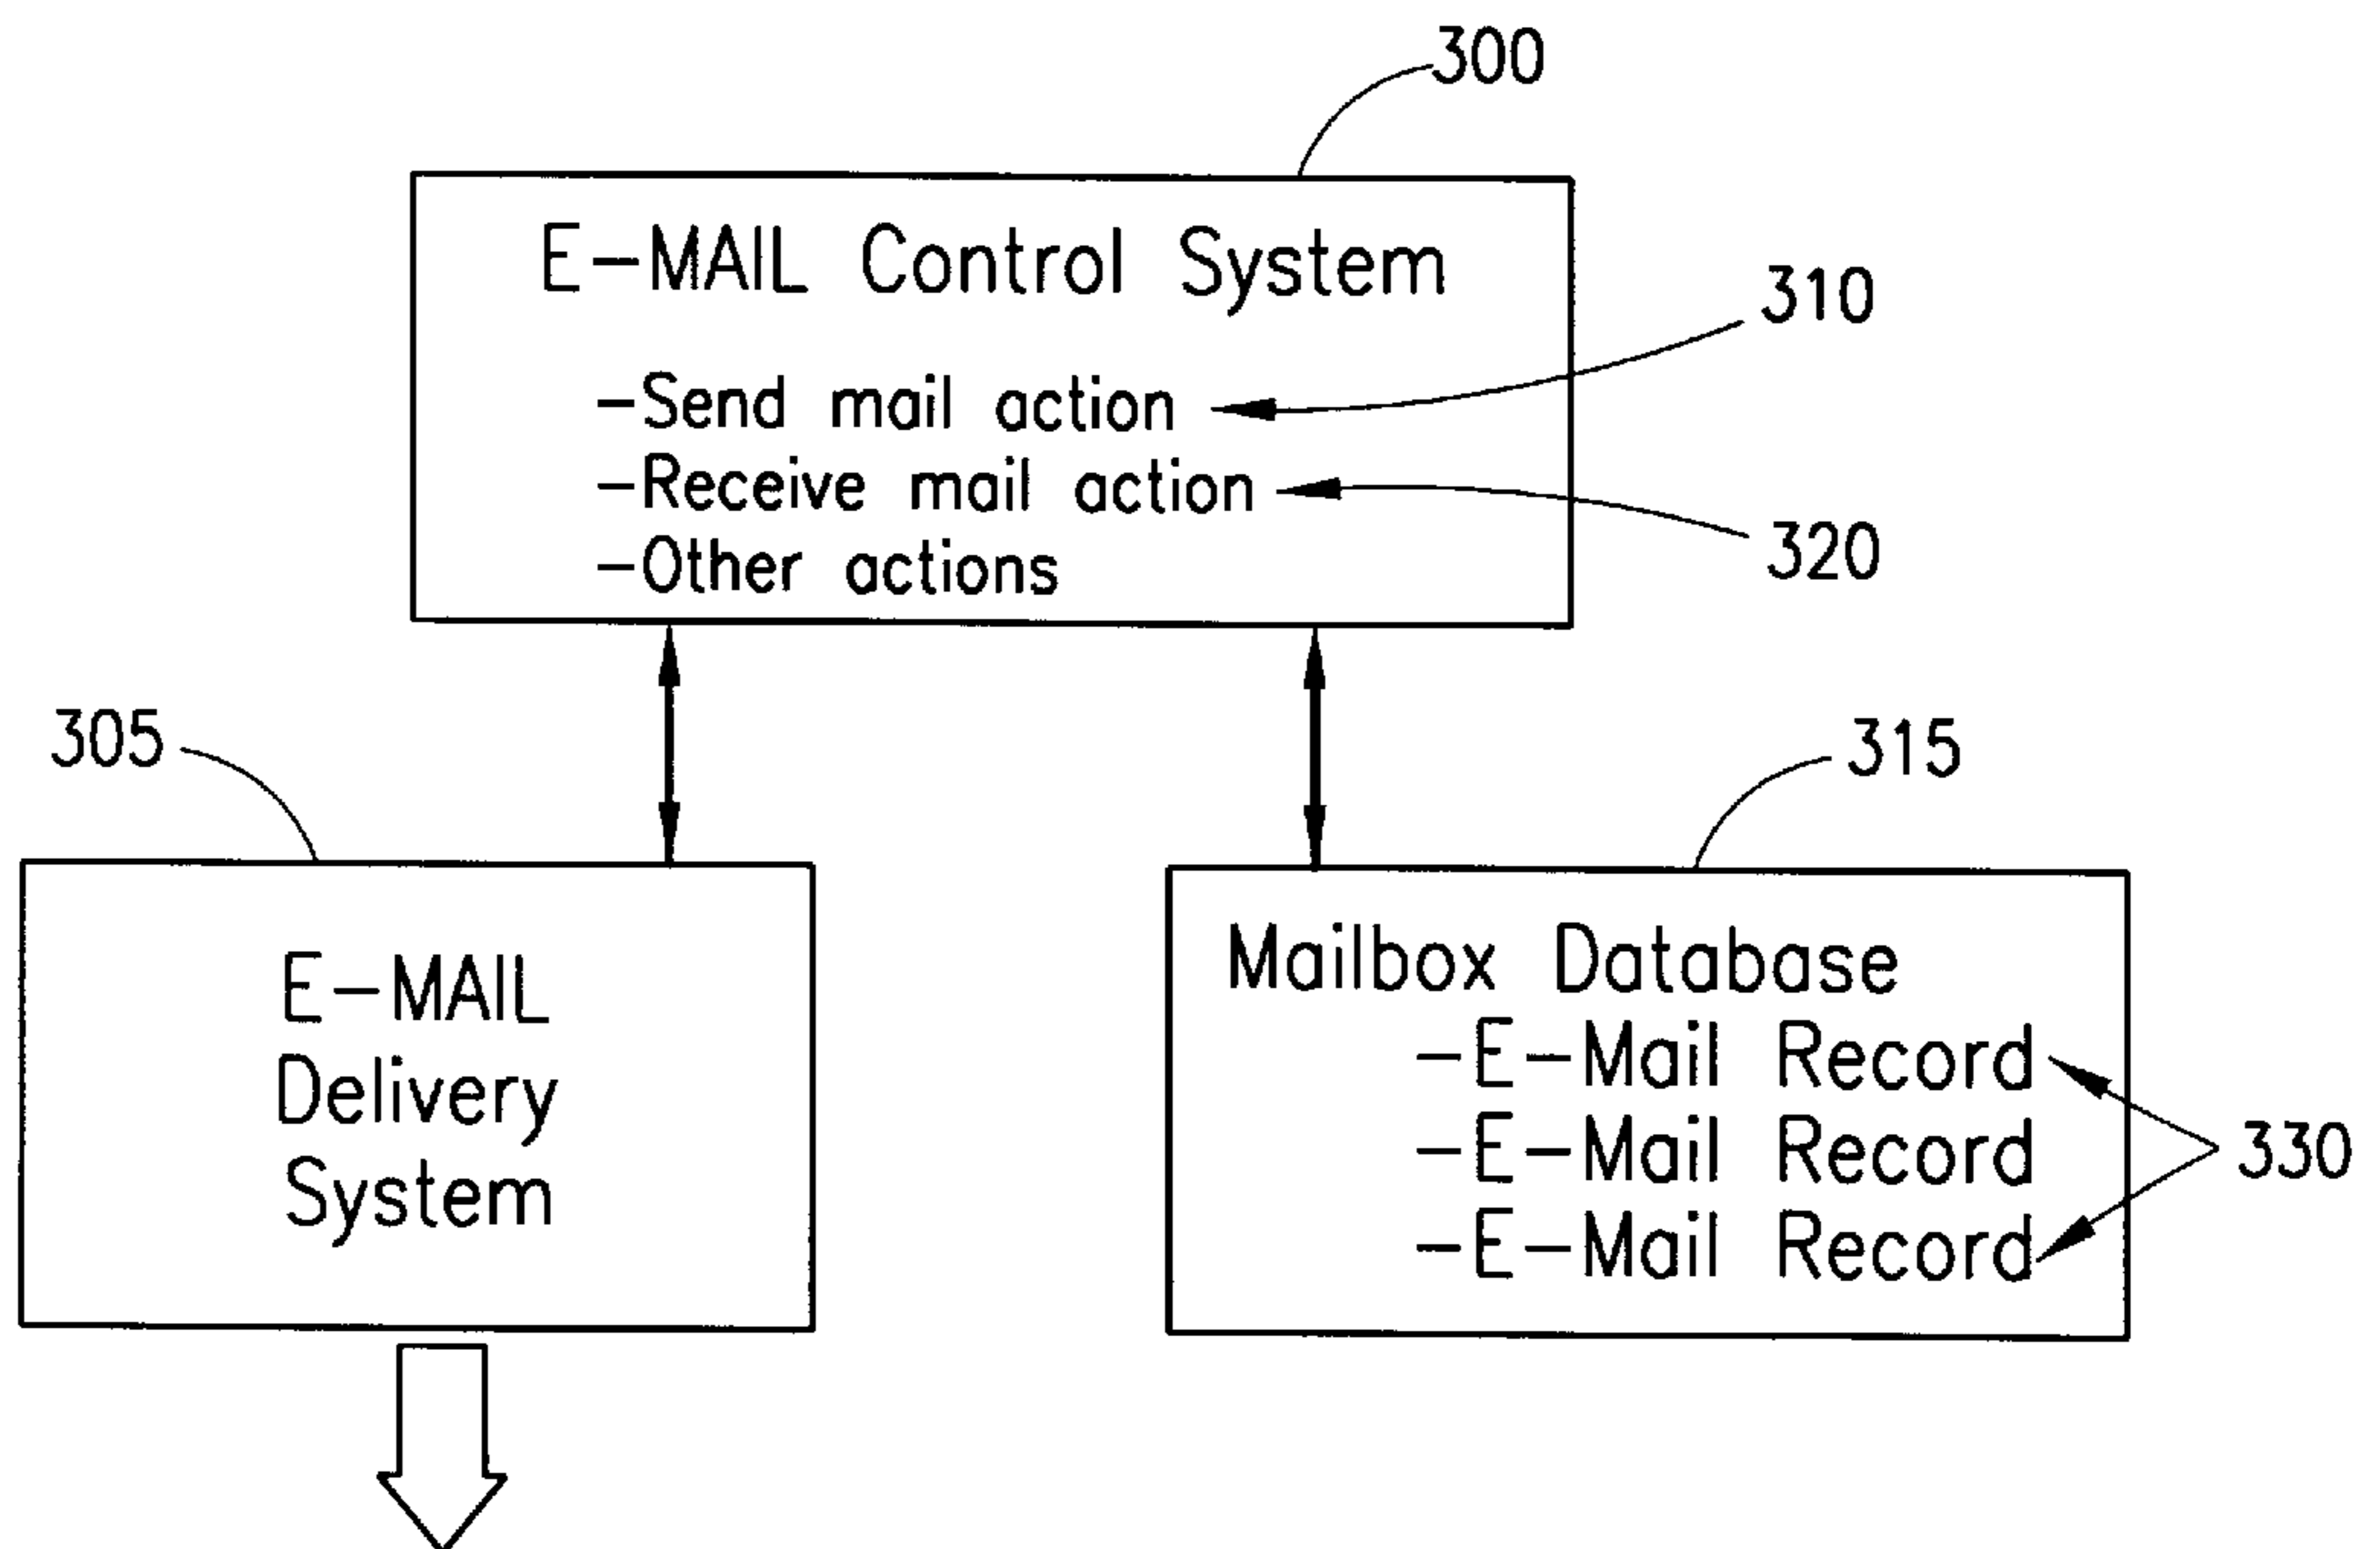 300
E-MAIL Control System
310
-Send mail action
-Receive mail action
320
-Other actions
305
315
E-MAIL
Delivery
System
Mailbox Database
-E-Mail Record
-E-Mail Record
330
-E-Mail Record